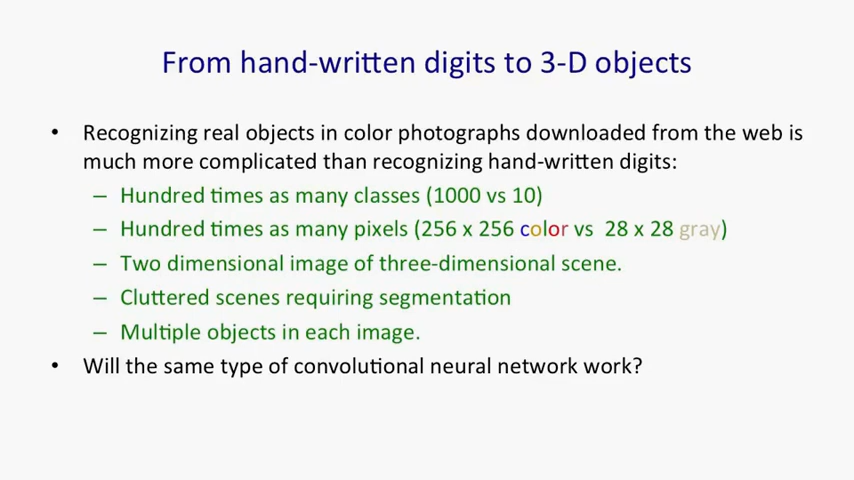 From hand-written digits to 3-D objects
• Recognizing real objects in color photographs downloaded from the web is
much more complicated than recognizing hand-written digits:
– Hundred times as many classes (1000 vs 10)
– Hundred times as many pixels (256 x 256 color vs 28 x 28 gray)
– Two dimensional image of three-dimensional scene.
– Cluttered scenes requiring segmentation
– Multiple objects in each image.
• Will the same type of convolutional neural network work?